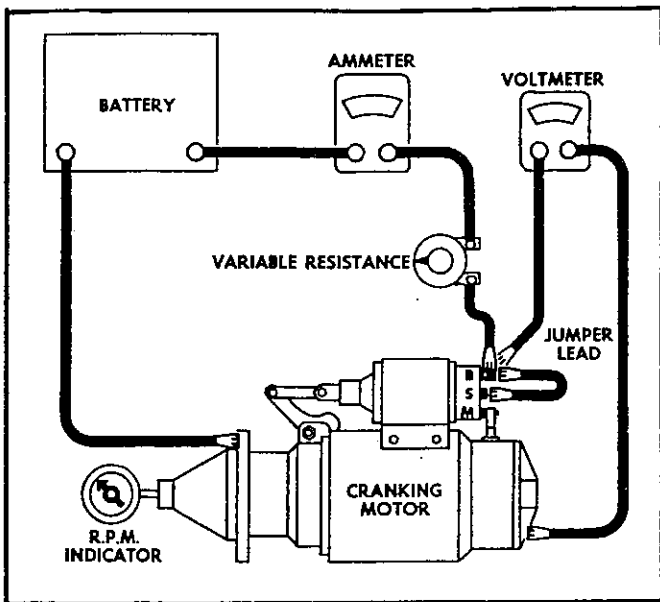 BATTERY
AMMETER
VOLTMETER
VARIABLE RESISTANCE
JUMPER
LEAD
B
S
M
CRANKING
MOTOR
R.P.M.
INDICATOR